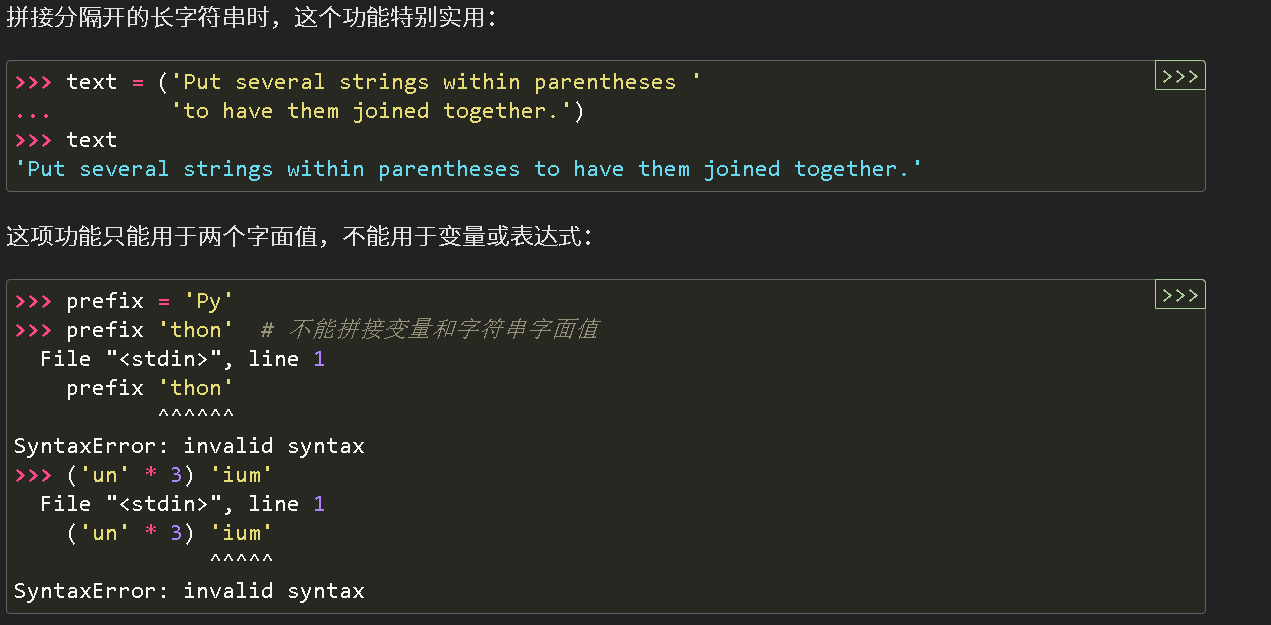 拼接分隔开的长字符串时，这个功能特别实用：
>>>
>>> text = ('Put several strings within parentheses '
...         'to have them joined together.')
>>> text
'Put several strings within parentheses to have them joined together.'
这项功能只能用于两个字面值，不能用于变量或表达式：
>>>
>>> prefix = 'Py'
>>> prefix 'thon'  # 不能拼接变量和字符串字面值
  File "<stdin>", line 1
    prefix 'thon'
           ^^^^^^
SyntaxError: invalid syntax
>>> ('un' * 3) 'ium'
  File "<stdin>", line 1
    ('un' * 3) 'ium'
               ^^^^^
SyntaxError: invalid syntax